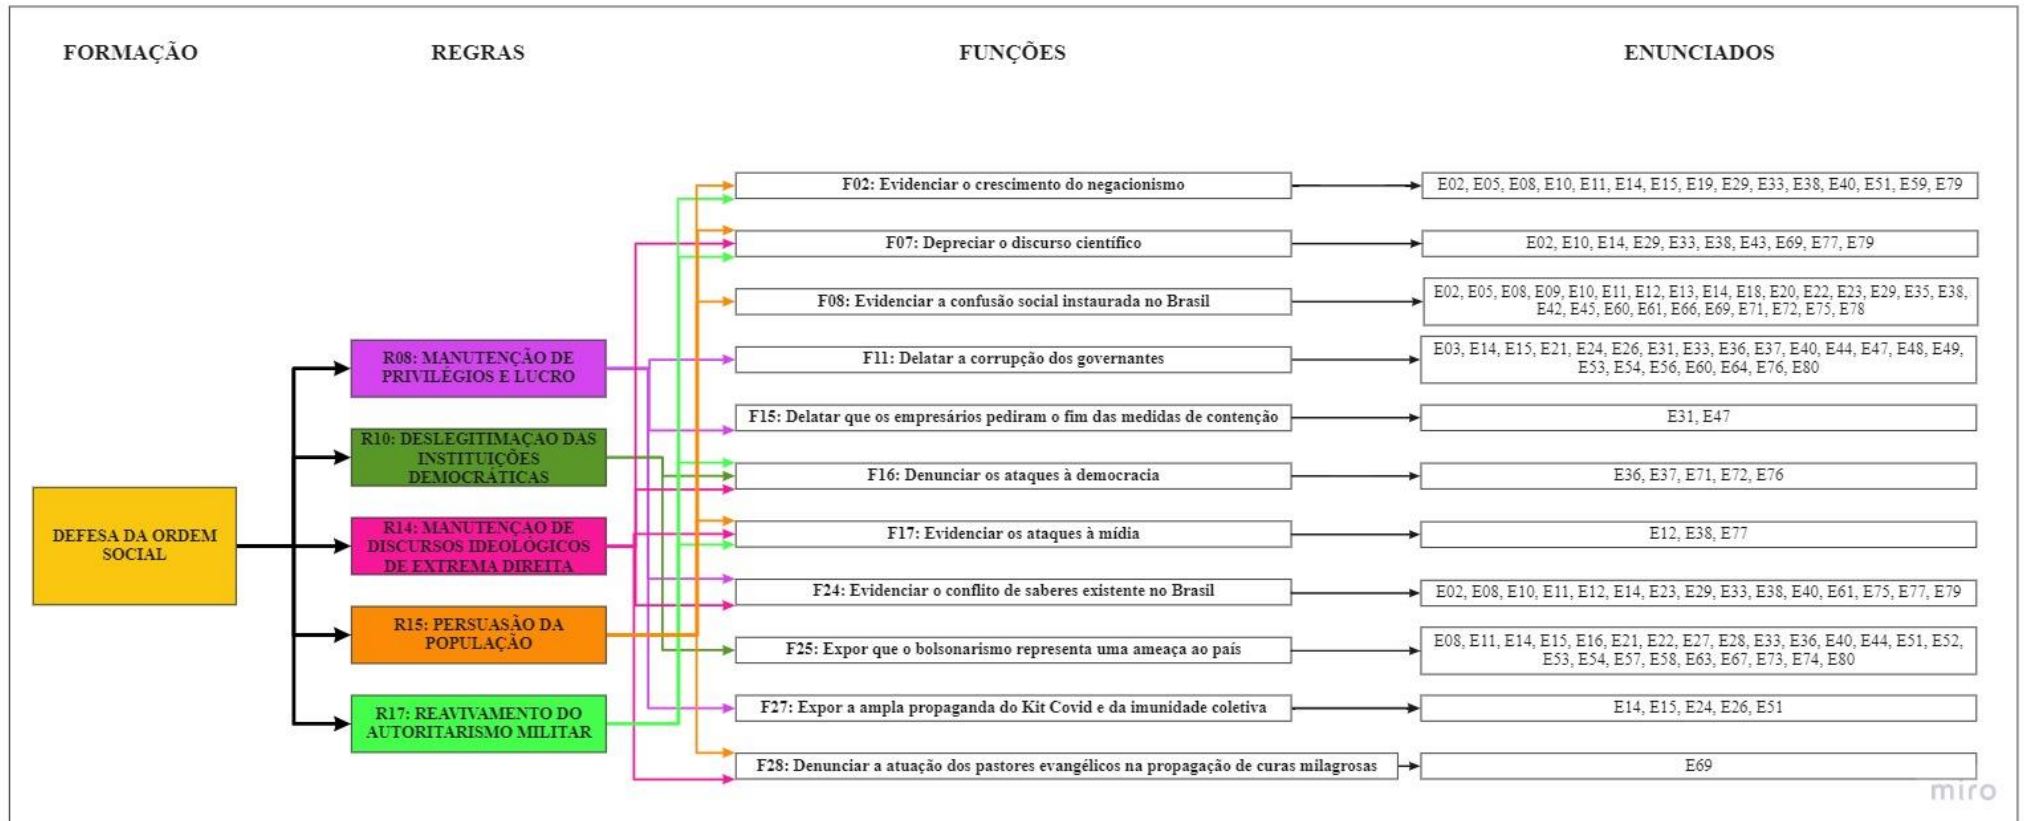 FORMAÇÃO
REGRAS
FUNÇÕES
ENUNCIADOS
DEFESA DA ORDEM
SOCIAL
R08: MANUTENÇÃO DE
PRIVILÉGIOS E LUCRO
R10: DESLEGITIMAÇAO DAS
INSTITUIÇÕES
DEMOCRÁTICAS
R14: MANUTENÇAO DE
DISCURSOS IDEOLÓGICOS
DE EXTREMA DIREITA
R15: PERSUASÃO DA
POPULAÇÃO
R17: REAVIVAMENTO DO
AUTORITARISMO MILITAR
F02: Evidenciar o crescimento do negacionismo
E02, E05, E08, E10, E11, E14, E15, E19, E29, E33, E38, E40, E51, E59, E79
F07: Depreciar o discurso científico
E02, E10, E14, E29, E33, E38, E43, E69, E77, E79
F08: Evidenciar a confusão social instaurada no Brasil
E02, E05, E08, E09, E10, E11, E12, E13, E14, E18, E20, E22, E23, E29, E35, E38,
E42, E45, E60, E61, E66, E69, E71, E72, E75, E78
F11: Delatar a corrupção dos governantes
E03, E14, E15, E21, E24, E26, E31, E33, E36, E37, E40, E44, E47, E48, E49,
E53, E54, E56, E60, E64, E76, E80
F15: Delatar que os empresários pediram o fim das medidas de contenção
E31, E47
F16: Denunciar os ataques à democracia
E36, E37, E71, E72, E76
F17: Evidenciar os ataques à mídia
E12, E38, E77
F24: Evidenciar o conflito de saberes existente no Brasil
E02, E08, E10, E11, E12, E14, E23, E29, E33, E38, E40, E61, E75, E77, E79
F25: Expor que o bolsonarismo representa uma ameaça ao país
E08, E11, E14, E15, E16, E21, E22, E27, E28, E33, E36, E40, E44, E51, E52,
E53, E54, E57, E58, E63, E67, E73, E74, E80
F27: Expor a ampla propaganda do Kit Covid e da imunidade coletiva
E14, E15, E24, E26, E51
F28: Denunciar a atuação dos pastores evangélicos na propagação de curas milagrosas
E69
miro